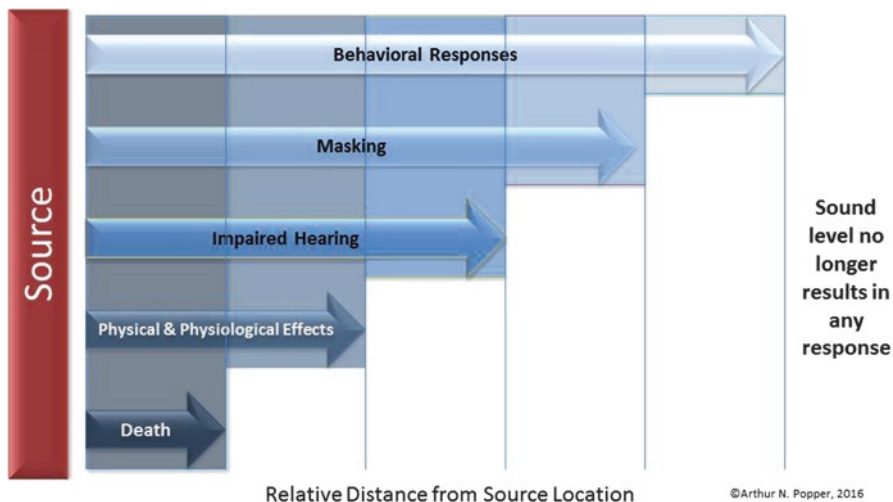 Source
Behavioral Responses
Masking
Impaired Hearing
Physical & Physiological Effects
Death
Sound
level no
longer
results in
any
response
Relative Distance from Source Location
©Arthur N. Popper, 2016